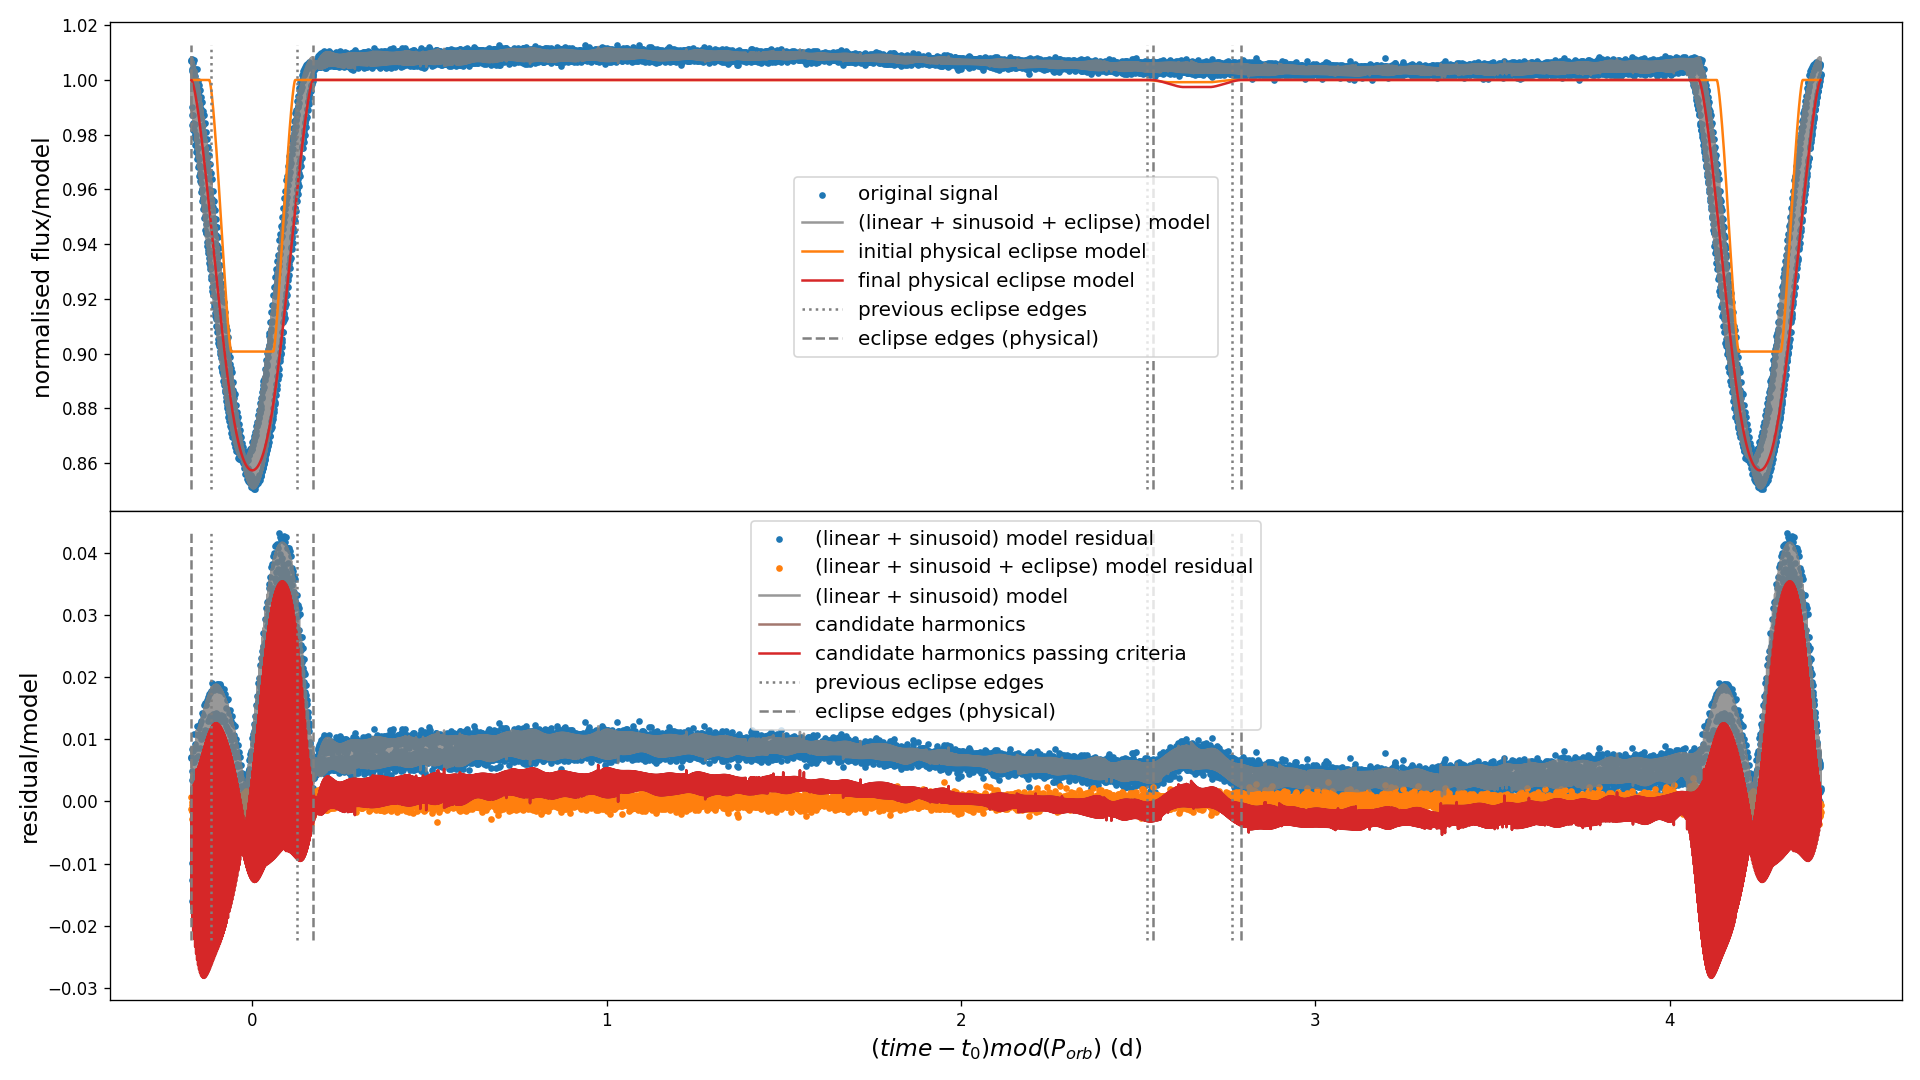 1.02
1.00
0.98
0.96
0.94
0.92
0.90
0.88
0.86
normalised flux/model
original signal
(linear + sinusoid + eclipse) model
initial physical eclipse model
final physical eclipse model
previous eclipse edges
eclipse edges (physical)
0.04
0.03
0.02
0.01
0.00
−0.01
−0.02
−0.03
residual/model
(linear + sinusoid) model residual
(linear + sinusoid + eclipse) model residual
(linear + sinusoid) model
candidate harmonics
candidate harmonics passing criteria
previous eclipse edges
eclipse edges (physical)
0 1 2 3 4
(time − t₀)mod(P_orb) (d)